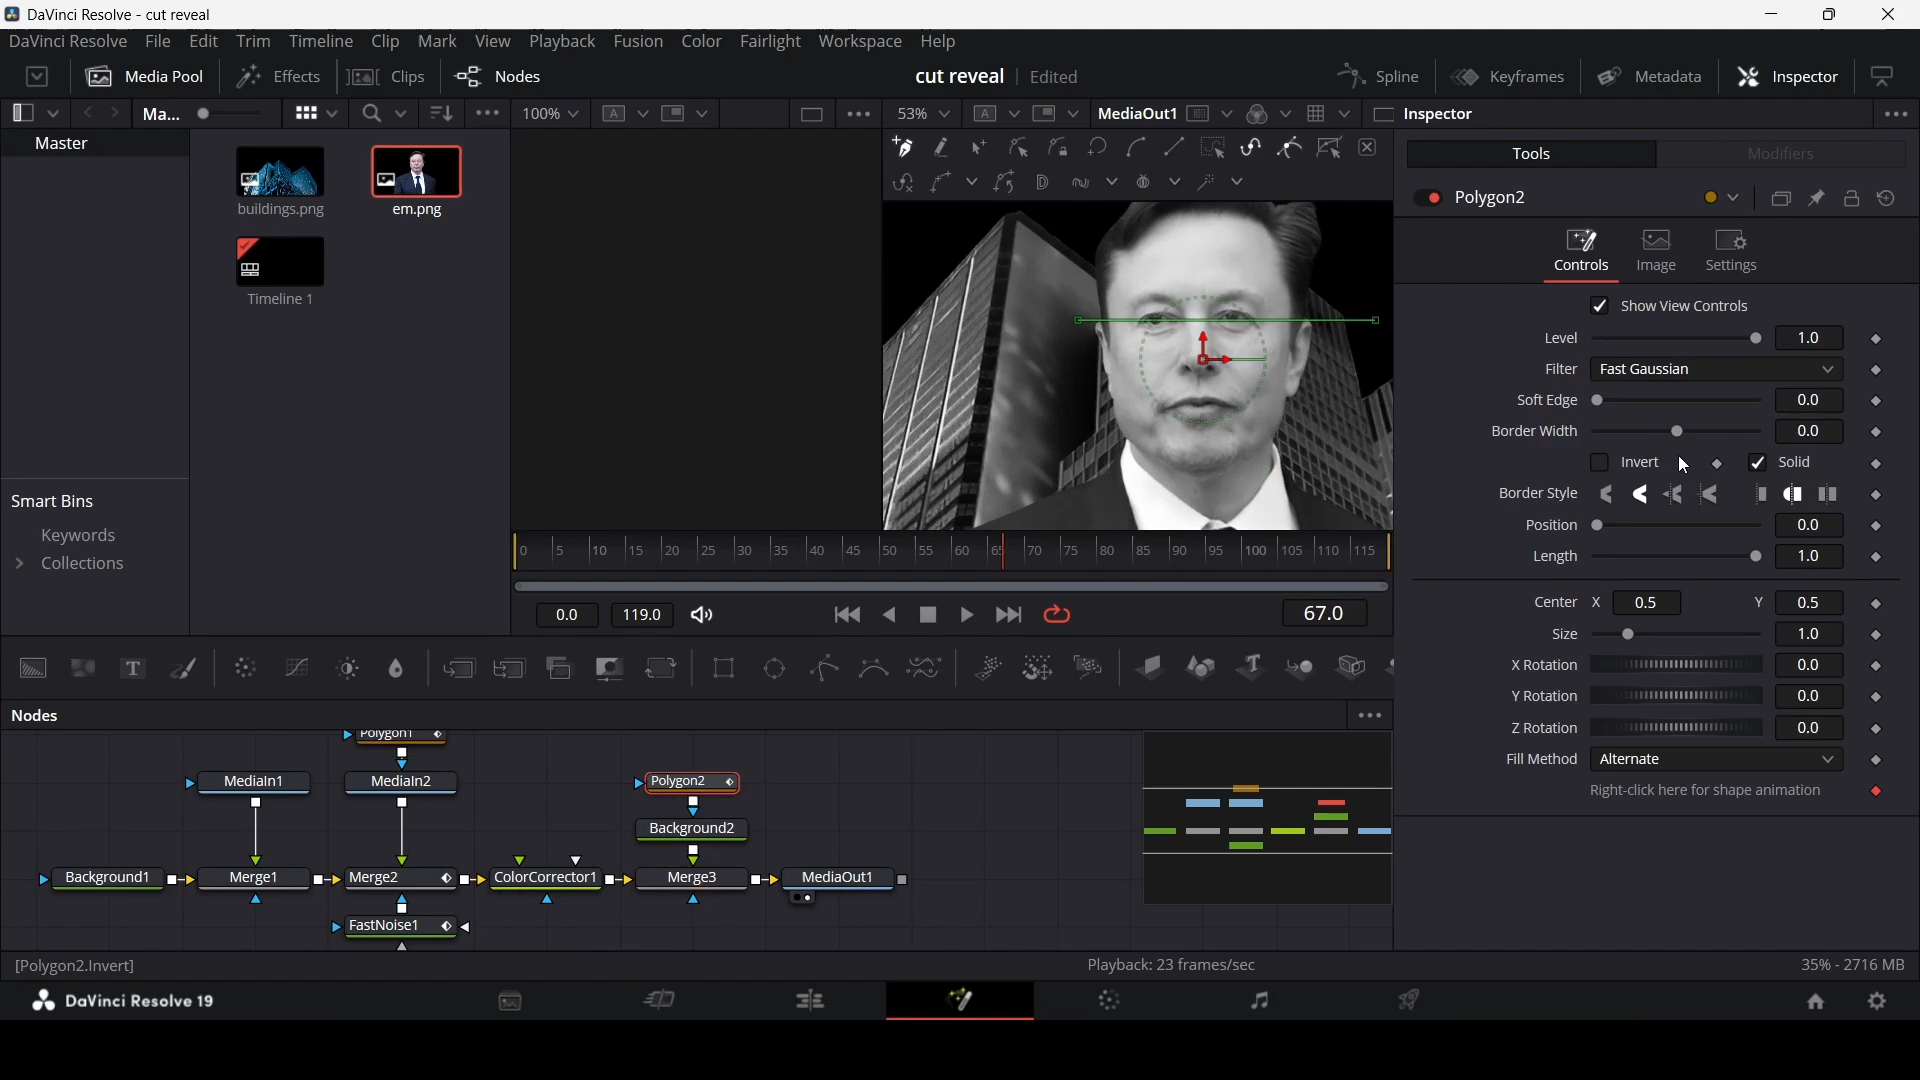 DaVinci Resolve - cut reveal
DaVinci Resolve File Edit Trim Timeline Clip Mark View Playback Fusion Color Fairlight Workspace Help
Media Pool Effects Clips Nodes cut reveal Edited Spline Keyframes Metadata Inspector
Ma... 100% A 53% A MediaOut1 Inspector
Master
buildings.png
em.png
Timeline 1
Tools Modifiers
Polygon2
Controls Image Settings
Show View Controls
Level 1.0
Filter Fast Gaussian
Soft Edge 0.0
Border Width 0.0
Invert Solid
Border Style
Position 0.0
Length 1.0
Center X 0.5 Y 0.5
Size 1.0
X Rotation 0.0
Y Rotation 0.0
Z Rotation 0.0
Fill Method Alternate
Right-click here for shape animation
Smart Bins
Keywords
Collections
0 5 10 15 20 25 30 35 40 45 50 55 60 65 70 75 80 85 90 95 100 105 110 115
0.0 119.0 67.0
T
Nodes
Polygon1
MediaIn1 MediaIn2 Polygon2
Background2
Background1 Merge1 Merge2 ColorCorrector1 Merge3 MediaOut1
FastNoise1
[Polygon2.Invert] Playback: 23 frames/sec 35% - 2716 MB
DaVinci Resolve 19